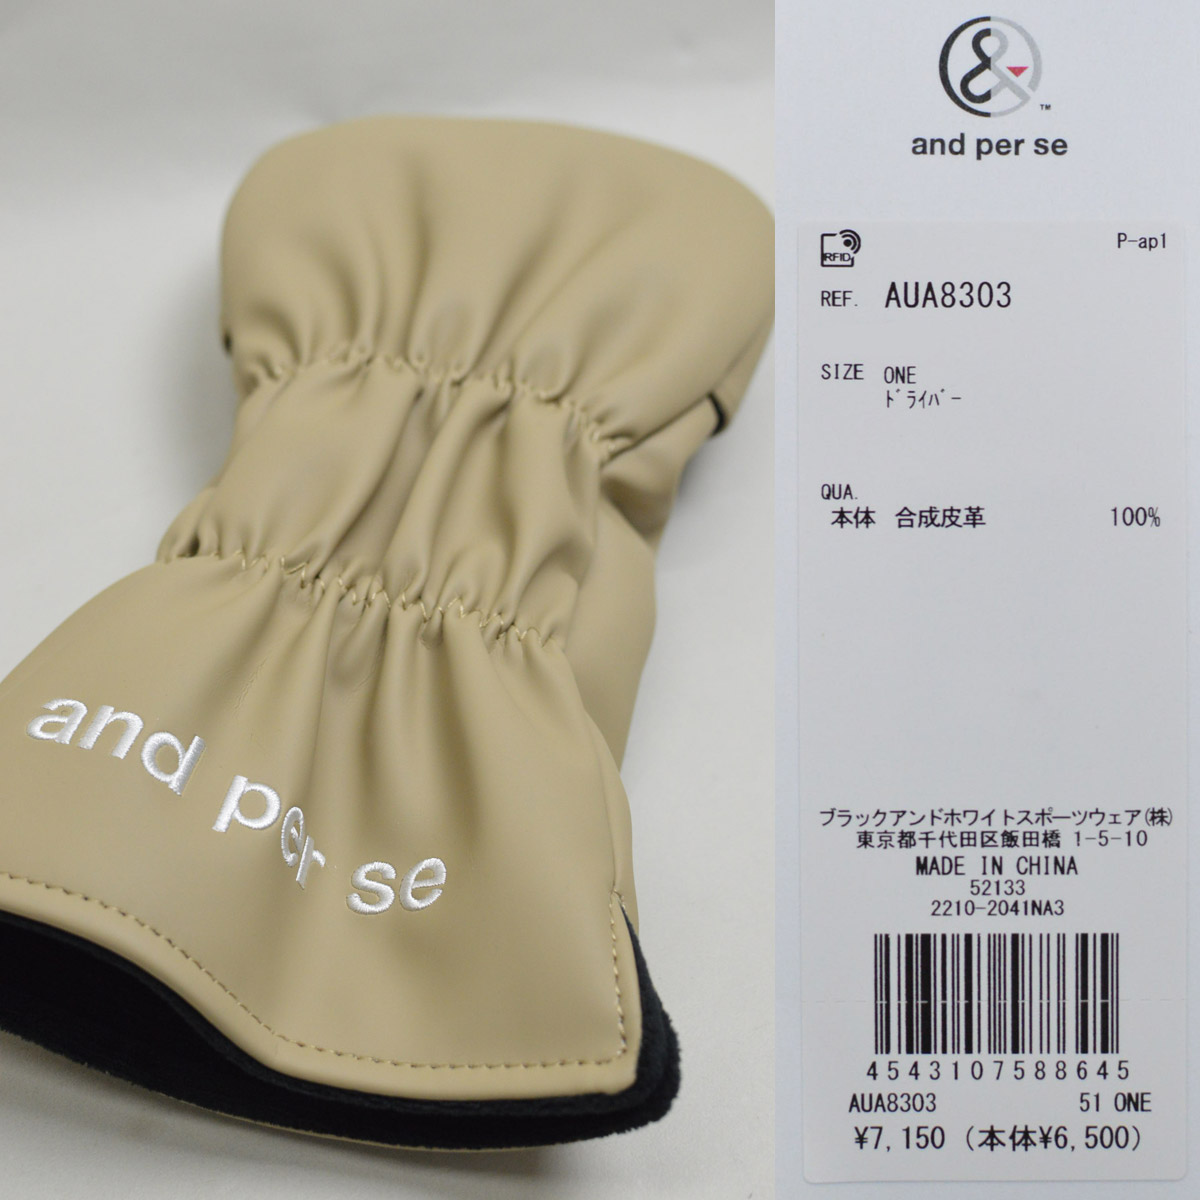 and per se
&
TM
and per se
RFID
P-ap1
REF. AUA8303
SIZE ONE
ﾄﾞﾗｲﾊﾞｰ
QUA.
本体 合成皮革 100%
ブラックアンドホワイトスポーツウェア(株)
東京都千代田区飯田橋 1-5-10
MADE IN CHINA
52133
2210-2041NA3
4543107588645
AUA8303 51 ONE
¥7,150 (本体¥6,500)